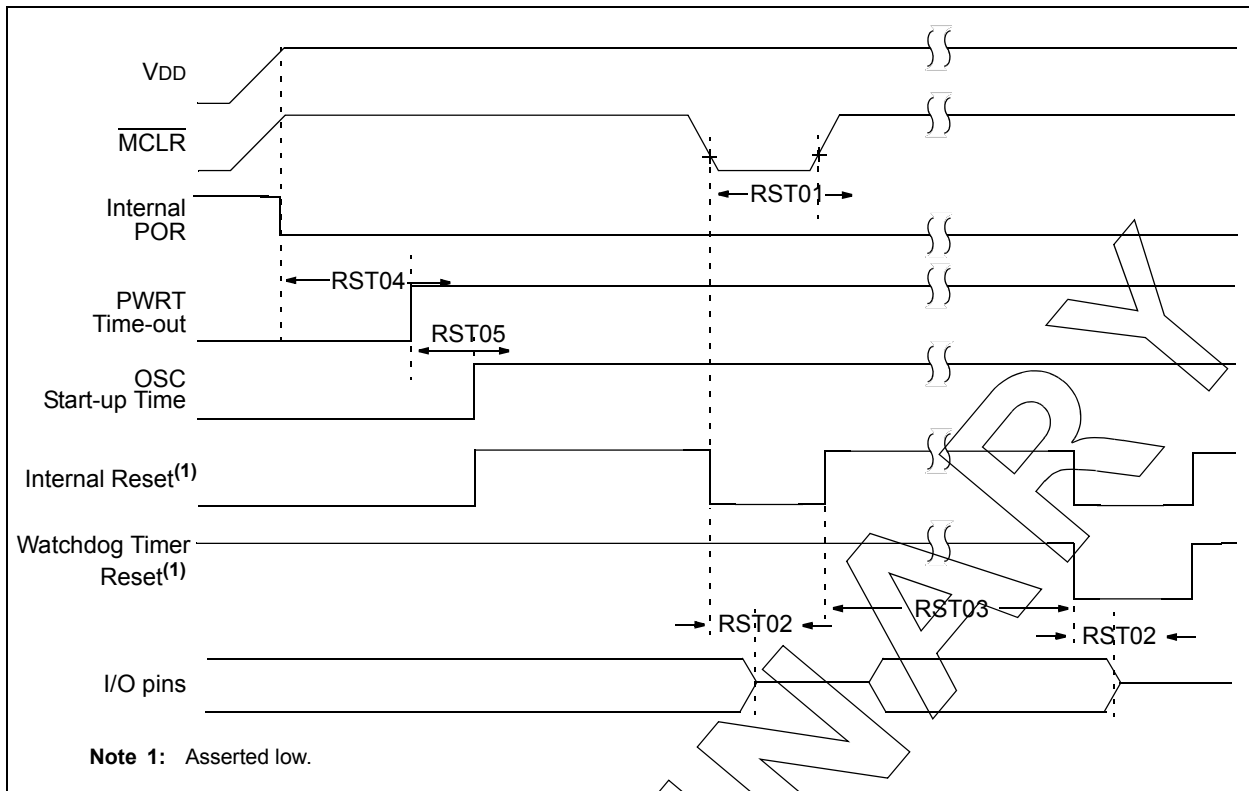 VDD
MCLR
RST01
Internal
POR
RST04
PWRT
Time-out
RST05
OSC
Start-up Time
Internal Reset(1)
Watchdog Timer
Reset(1)
RST03
RST02
RST02
I/O pins
Note 1: Asserted low.
N A R Y